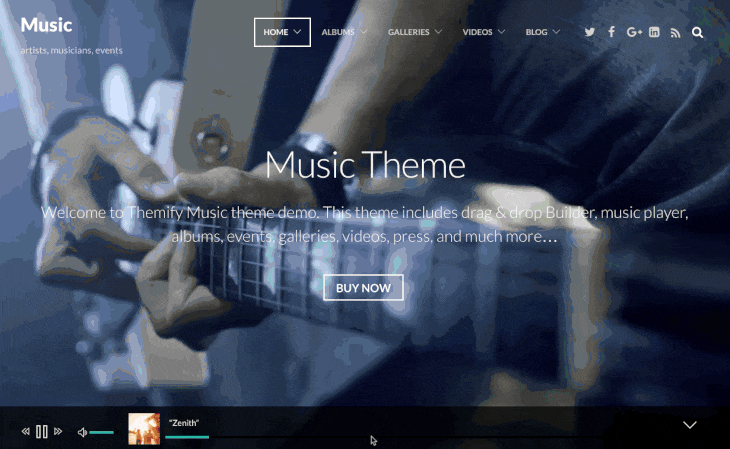 Music
artists, musicians, events
HOME
ALBUMS
GALLERIES
VIDEOS
BLOG
Music Theme
Welcome to Themify Music theme demo. This theme includes drag & drop Builder, music player,
albums, events, galleries, videos, press, and much more…
BUY NOW
"Zenith"